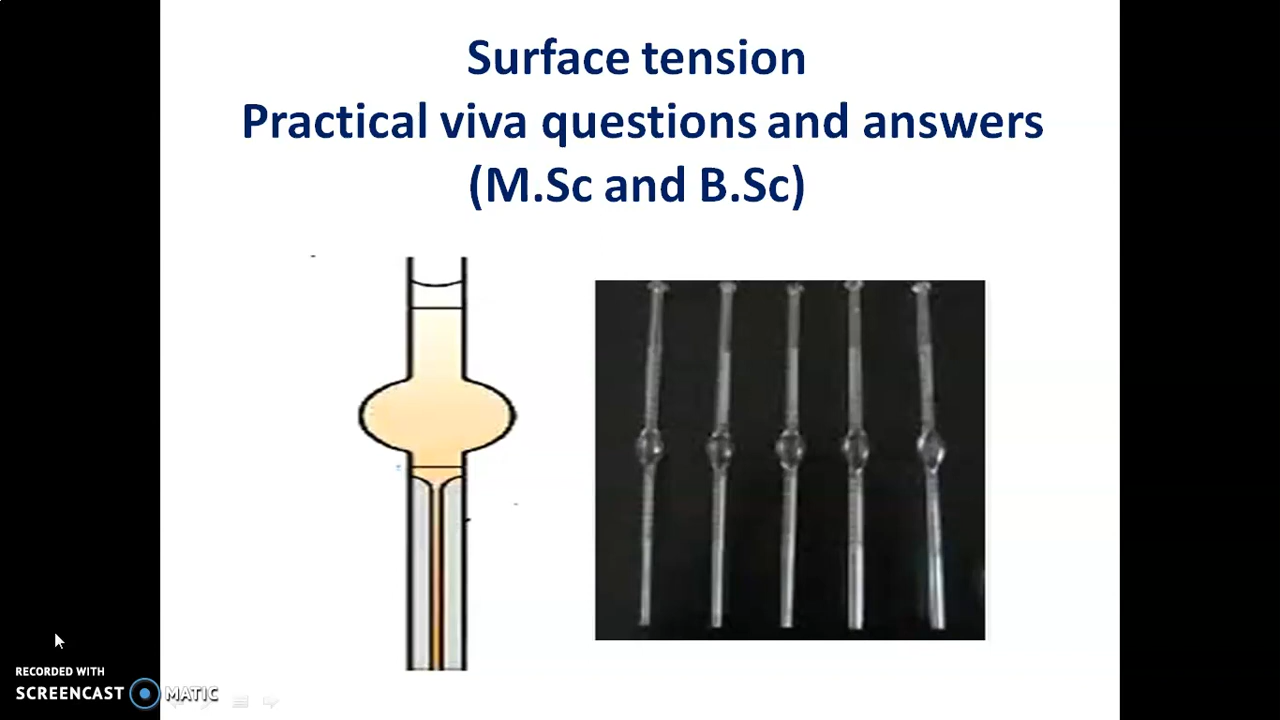 Surface tension
Practical viva questions and answers
(M.Sc and B.Sc)
RECORDED WITH
SCREENCAST MATIC